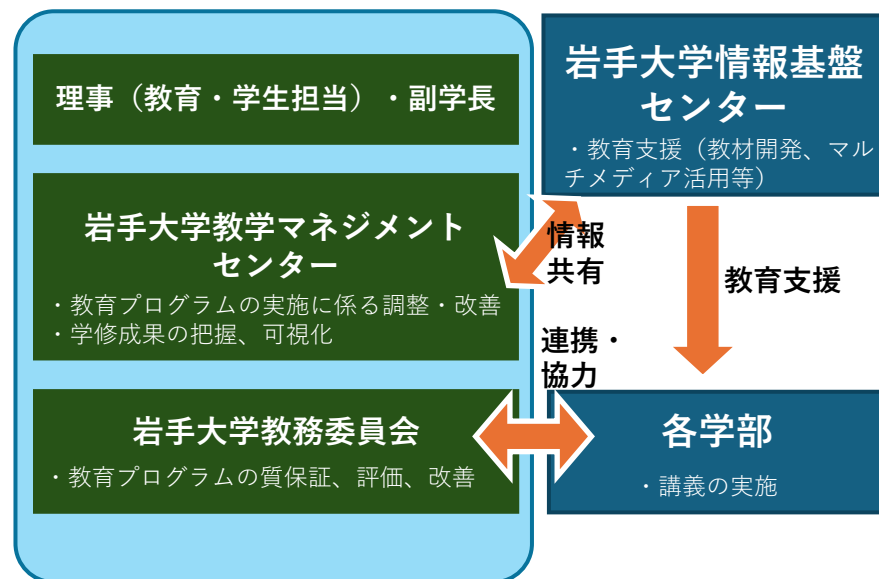 理事（教育・学生担当）・副学長
岩手大学教学マネジメント
センター
・教育プログラムの実施に係る調整・改善
・学修成果の把握、可視化
岩手大学教務委員会
・教育プログラムの質保証、評価、改善
岩手大学情報基盤
センター
・教育支援（教材開発、マル
チメディア活用等）
情報
共有
教育支援
連携・
協力
各学部
・講義の実施